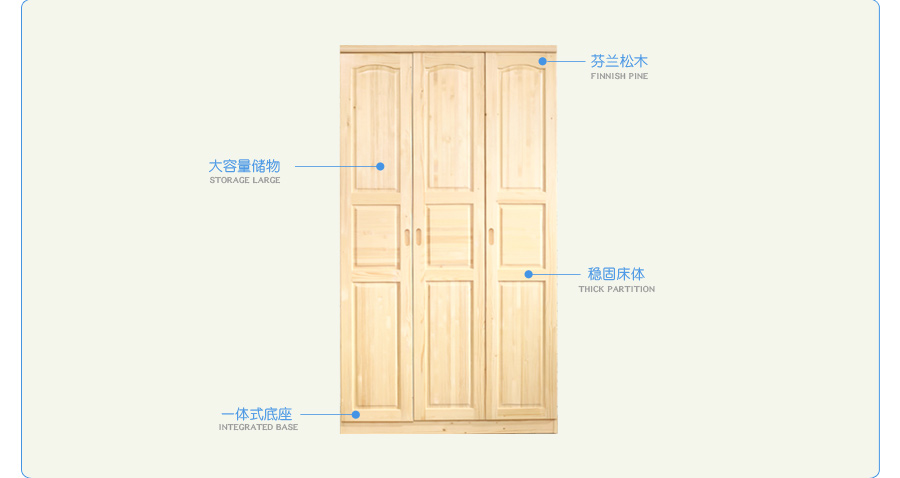 芬兰松木
FINNISH PINE
大容量储物
STORAGE LARGE
稳固床体
THICK PARTITION
一体式底座
INTEGRATED BASE